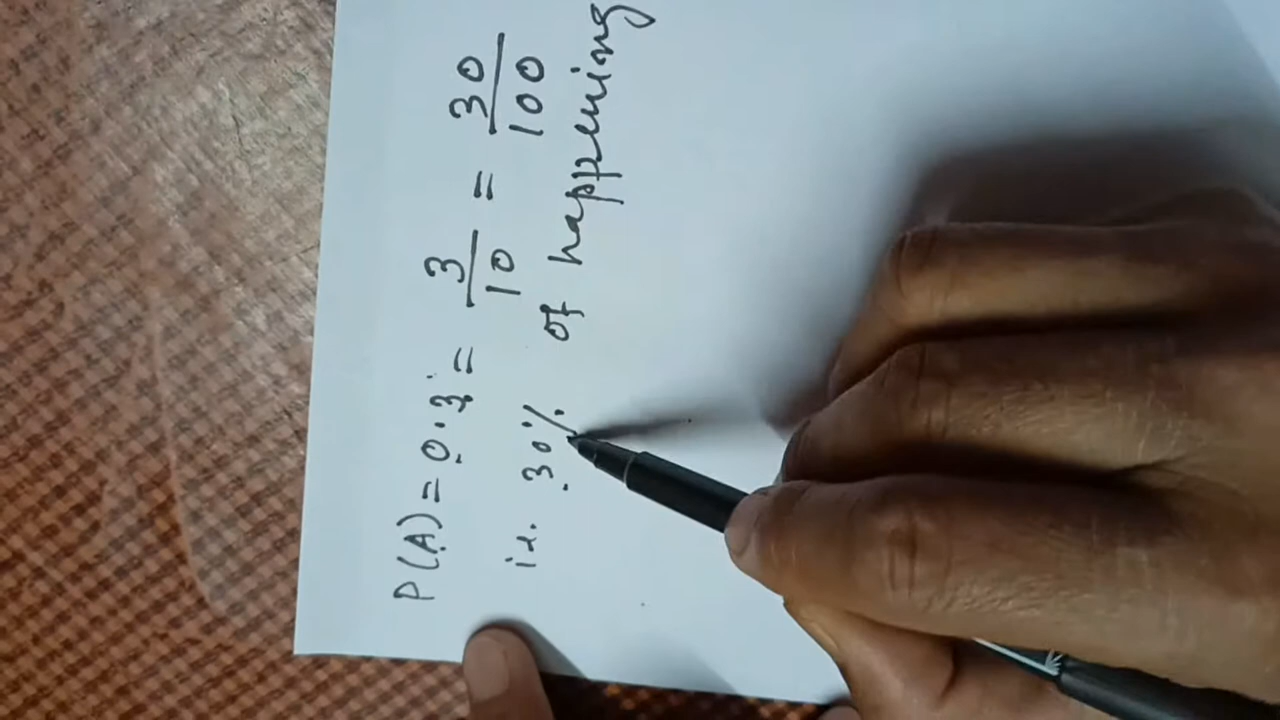 P(A) = 0.3 = 3/10 = 30/100
i.e. 30% of happening